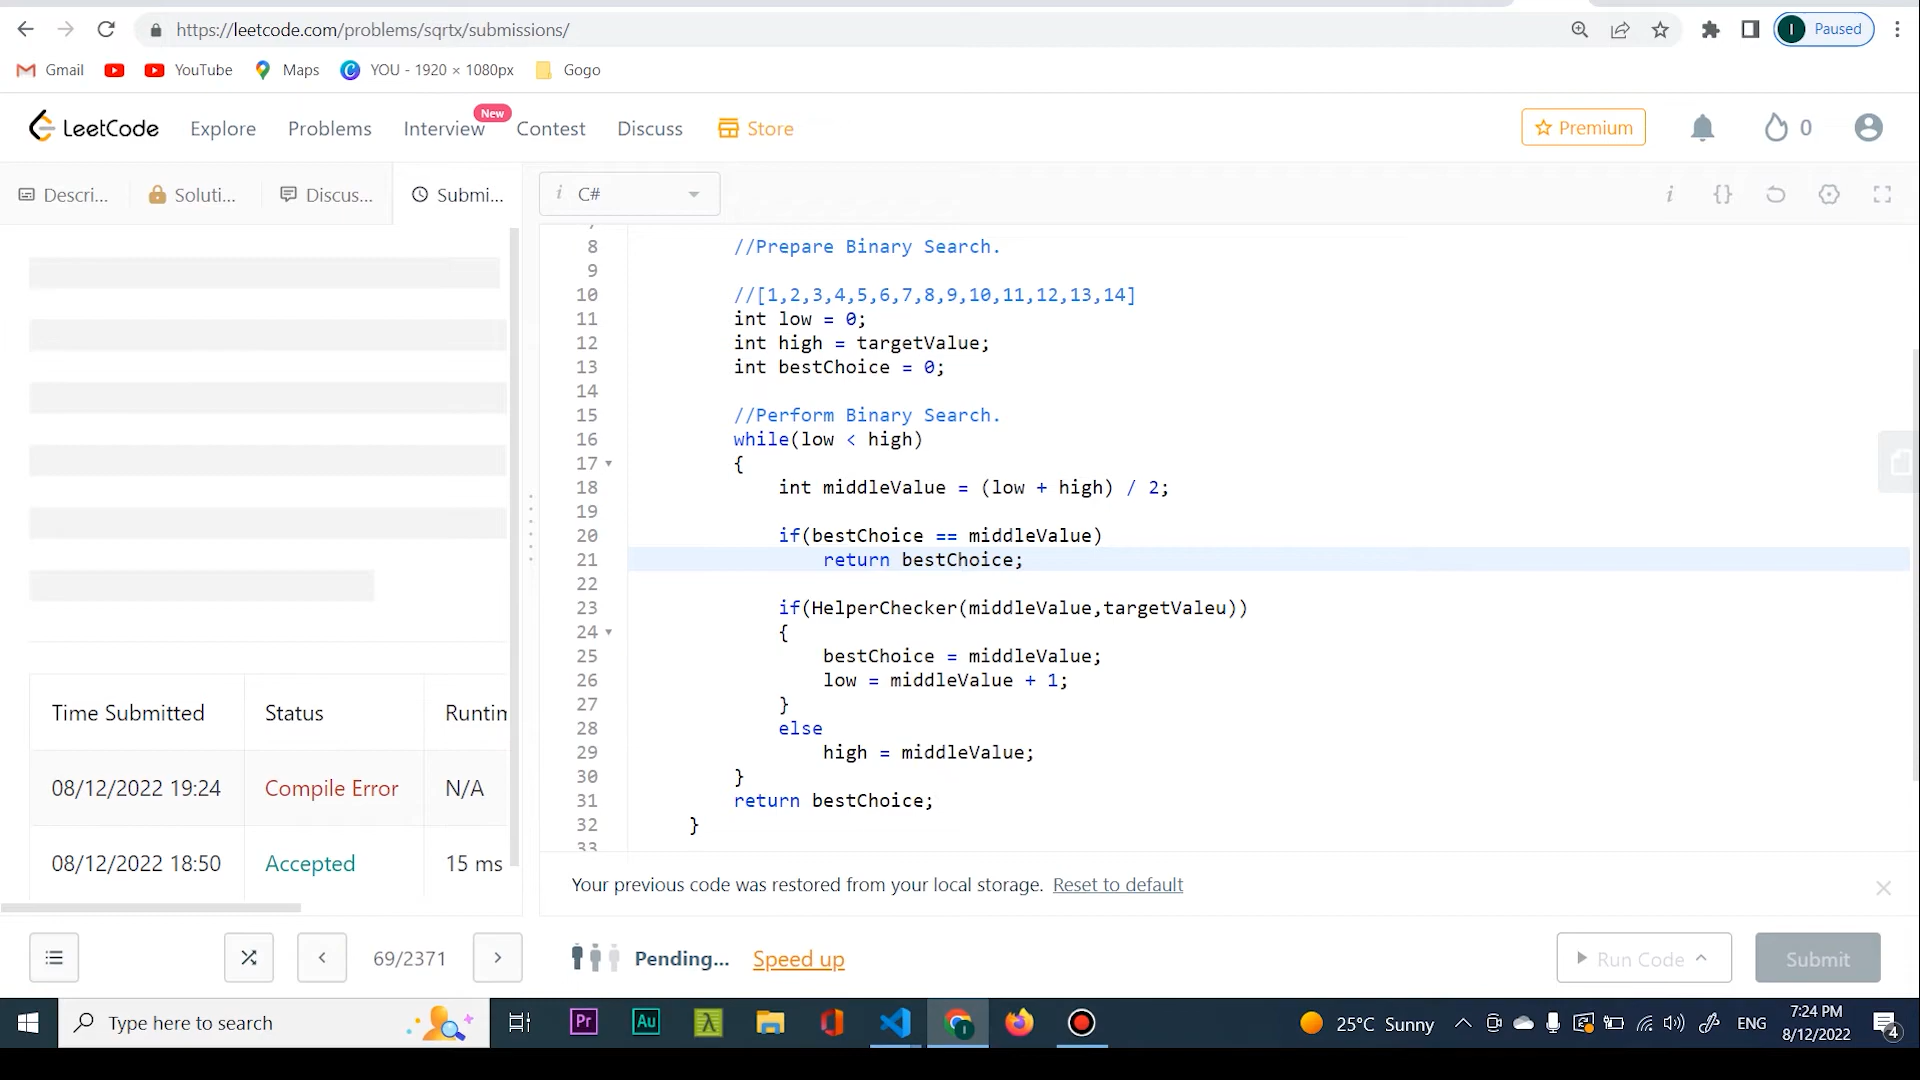 https://leetcode.com/problems/sqrtx/submissions/
Paused
Gmail
YouTube
Maps
YOU - 1920 × 1080px
Gogo
LeetCode
Explore
Problems
Interview
New
Contest
Discuss
Store
Premium
0
Descri...
Soluti...
Discus...
Submi...
i C#
8 //Prepare Binary Search.
9
10 //[1,2,3,4,5,6,7,8,9,10,11,12,13,14]
11 int low = 0;
12 int high = targetValue;
13 int bestChoice = 0;
14
15 //Perform Binary Search.
16 while(low < high)
17 {
18 int middleValue = (low + high) / 2;
19
20 if(bestChoice == middleValue)
21 return bestChoice;
22
23 if(HelperChecker(middleValue,targetValeu))
24 {
25 bestChoice = middleValue;
26 low = middleValue + 1;
27 }
28 else
29 high = middleValue;
30 }
31 return bestChoice;
32 }
33
Time Submitted Status Runtim
08/12/2022 19:24 Compile Error N/A
08/12/2022 18:50 Accepted 15 ms
Your previous code was restored from your local storage. Reset to default
69/2371
Pending... Speed up
Run Code
Submit
Type here to search
Pr
Au
25°C Sunny
ENG
7:24 PM
8/12/2022
4